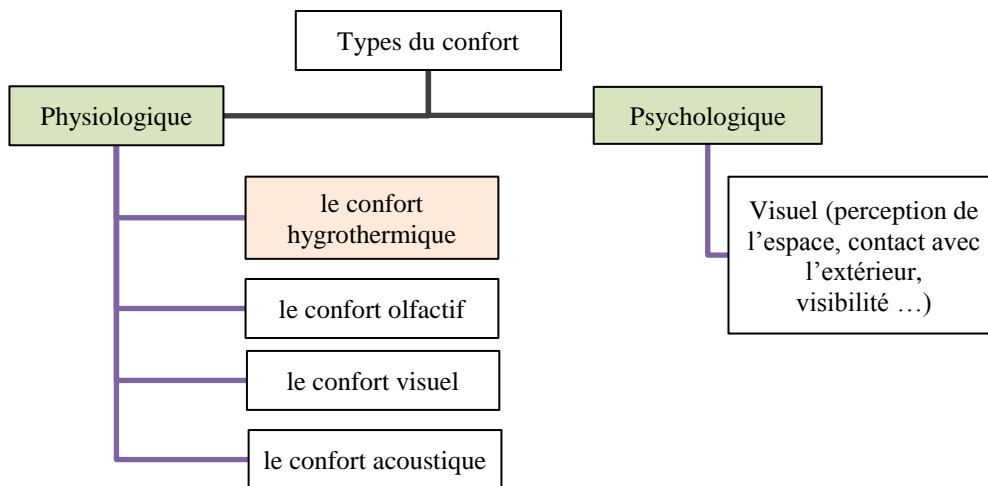 Types du confort
Physiologique
Psychologique
le confort
hygrothermique
le confort olfactif
le confort visuel
le confort acoustique
Visuel (perception de
l’espace, contact avec
l’extérieur,
visibilité …)